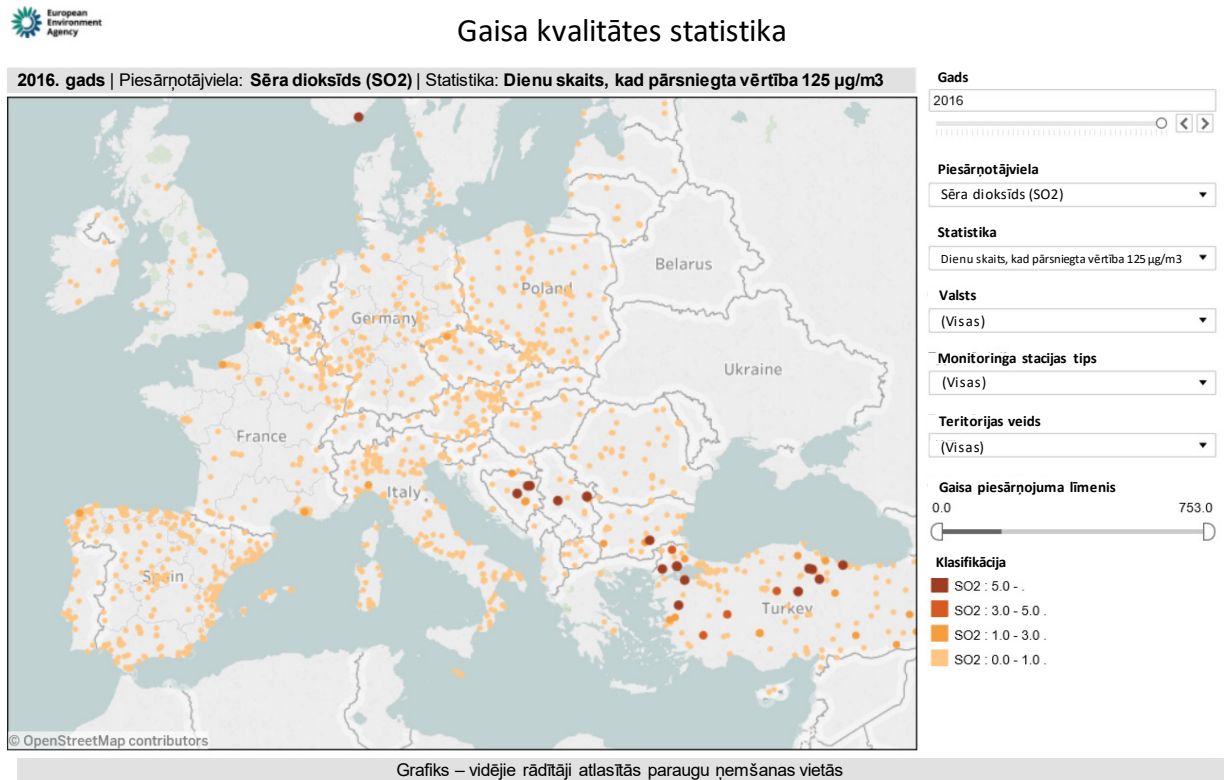 European
Environment
Agency
Gaisa kvalitātes statistika
2016. gads | Piesārņotājviela: Sēra dioksīds (SO2) | Statistika: Dienu skaits, kad pārsniegta vērtība 125 µg/m3
Belarus
Poland
Germany
Ukraine
France
Italy
Spain
Turkey
© OpenStreetMap contributors
Gads
2016
Piesārņotājviela
Sēra dioksīds (SO2)
Statistika
Dienu skaits, kad pārsniegta vērtība 125 µg/m3
Valsts
(Visas)
Monitoringa stacijas tips
(Visas)
Teritorijas veids
(Visas)
Gaisa piesārņojuma līmenis
0.0 753.0
Klasifikācija
SO2 : 5.0 - .
SO2 : 3.0 - 5.0 .
SO2 : 1.0 - 3.0 .
SO2 : 0.0 - 1.0 .
Grafiks – vidējie rādītāji atlasītās paraugu ņemšanas vietās